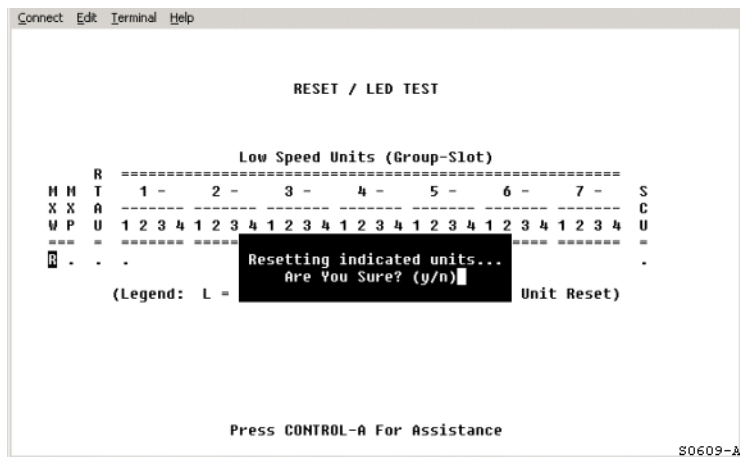 Connect Edit Terminal Help
RESET / LED TEST
Low Speed Units (Group-Slot)
R =======================================================
M M T 1 - 2 - 3 - 4 - 5 - 6 - 7 - S
X X A ------- ------- ------- ------- ------- ------- ------- C
W P U 1 2 3 4 1 2 3 4 1 2 3 4 1 2 3 4 1 2 3 4 1 2 3 4 1 2 3 4 U
=== = ======= ===== ==== ======= =
R . . . Resetting indicated units... .
Are You Sure? (y/n)
(Legend: L = Unit Reset)
Press CONTROL-A For Assistance
S0609-A